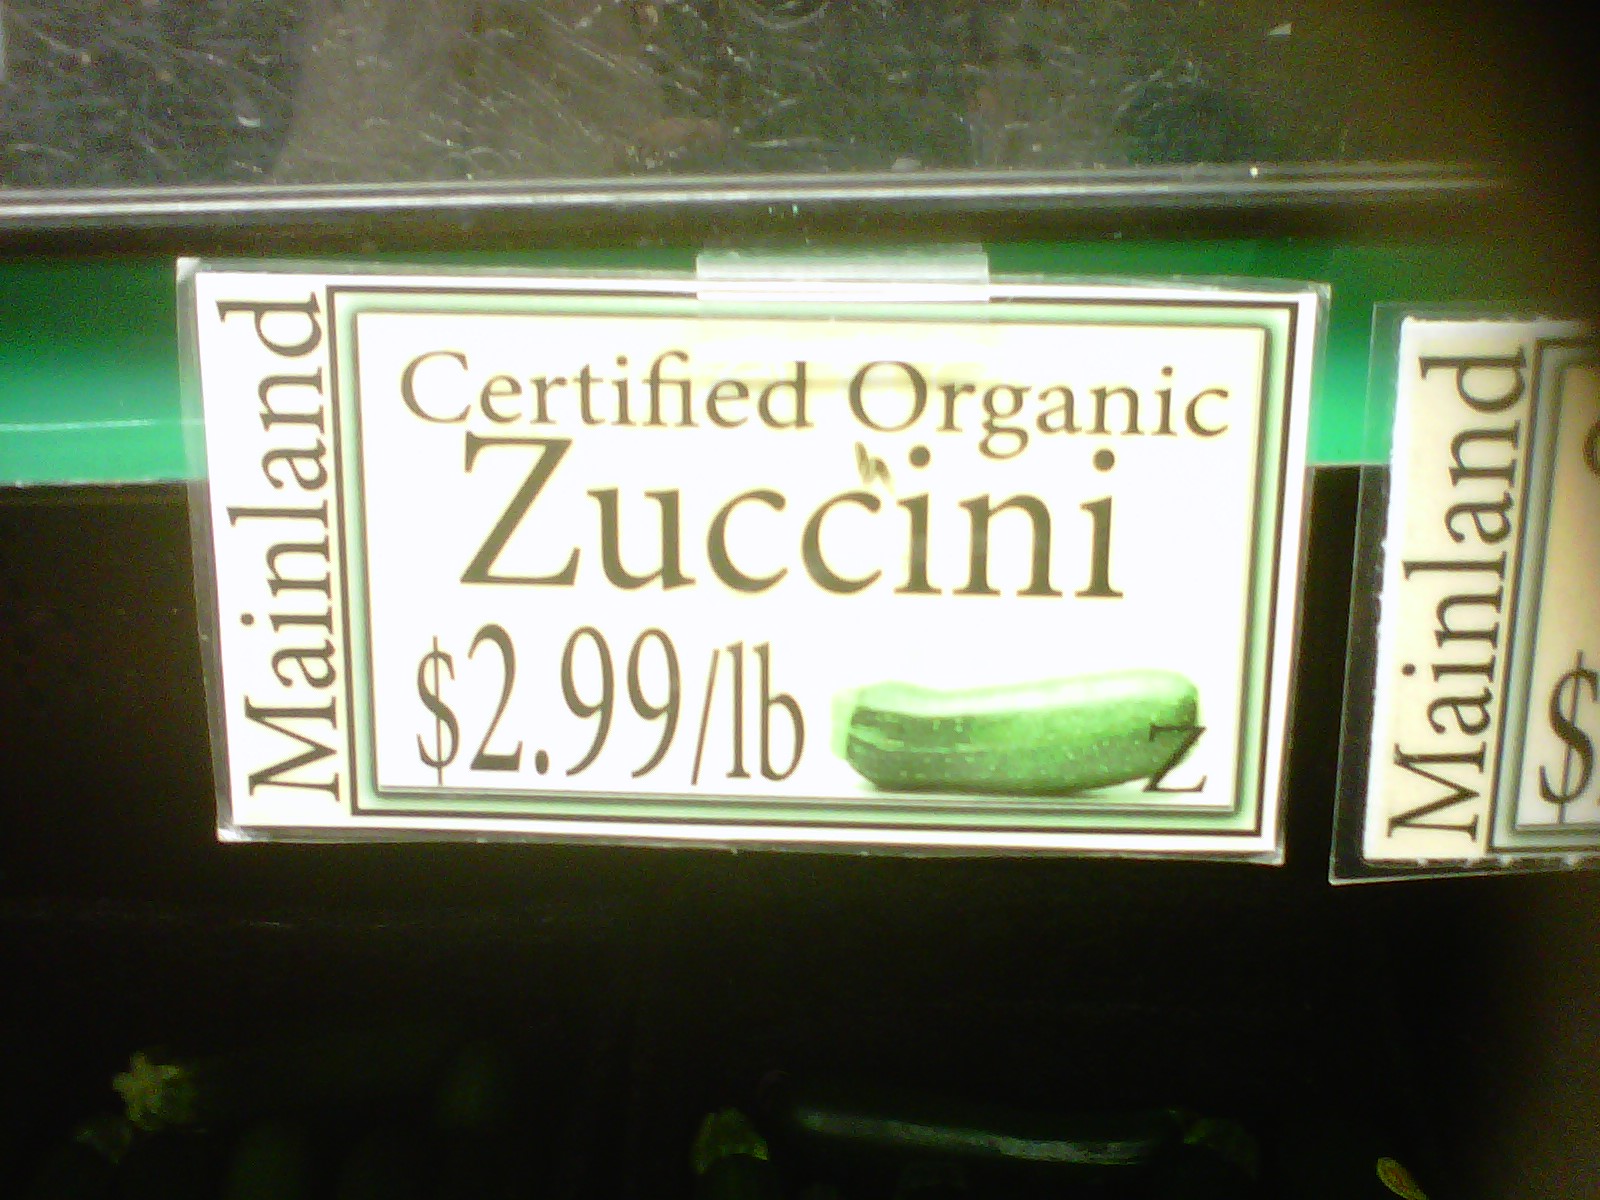 Mainland
Certified Organic
Zuccini
$2.99/lb
Z
Mainland
$